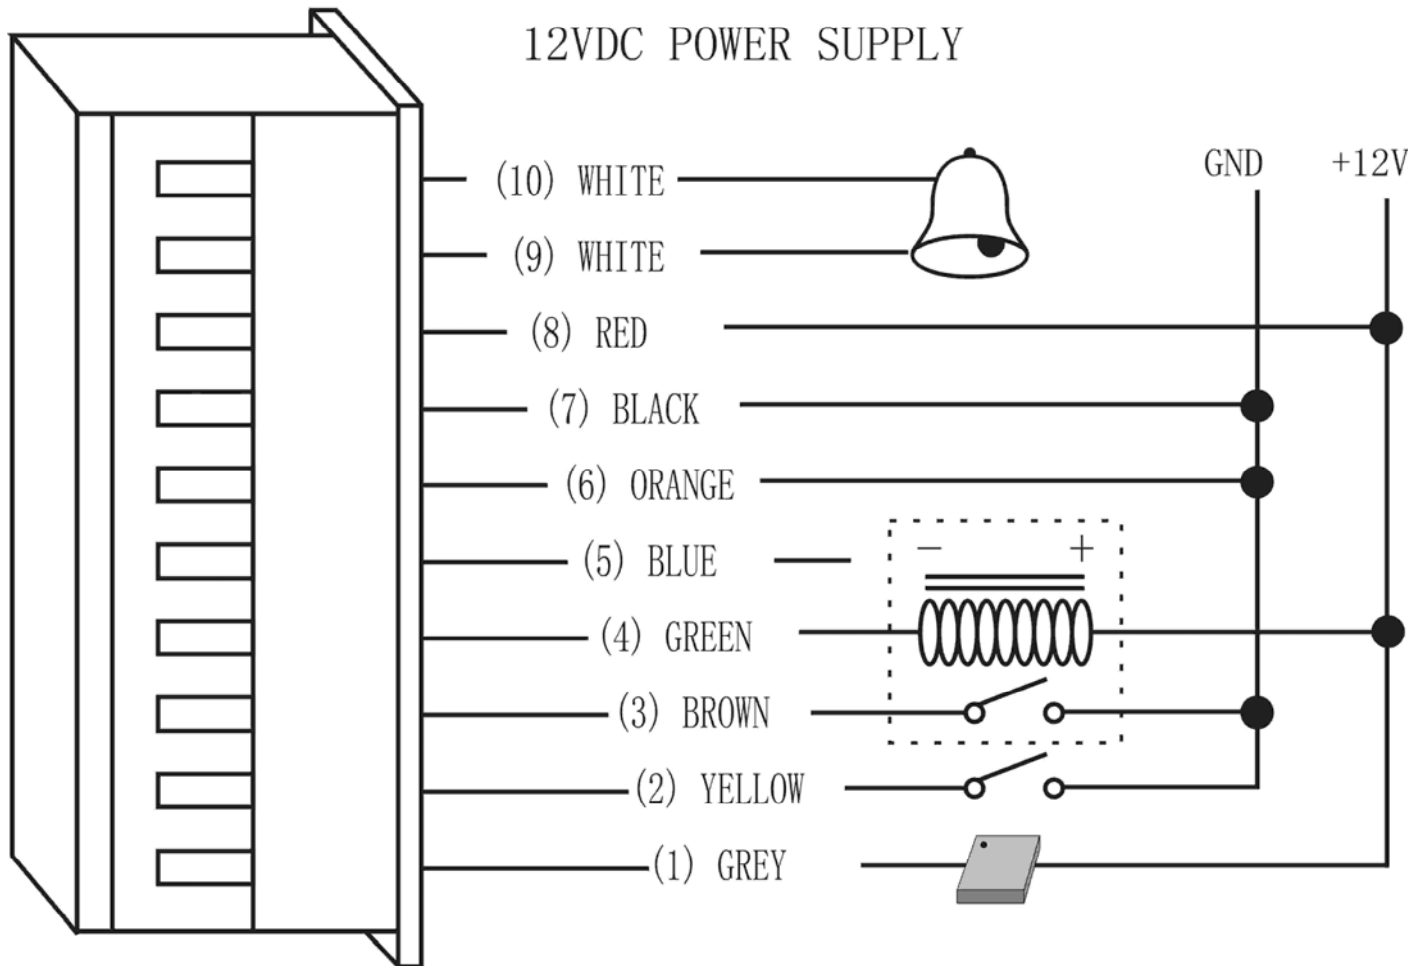 12VDC POWER SUPPLY
GND +12V
(10) WHITE
(9) WHITE
(8) RED
(7) BLACK
(6) ORANGE
(5) BLUE
− +
(4) GREEN
(3) BROWN
(2) YELLOW
(1) GREY